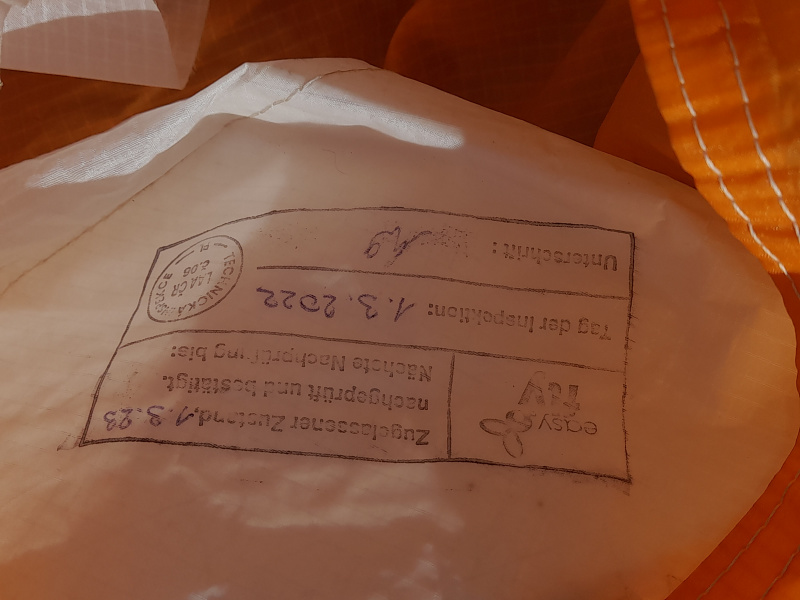 easy
fly
Zugelassener Zustand
nachgeprüft und bestätigt.
Nächste Nachprüfung bis:
1.3.23
Tag der Inspektion: 1.3.2022
Unterschrift:
TECHNICKÁ